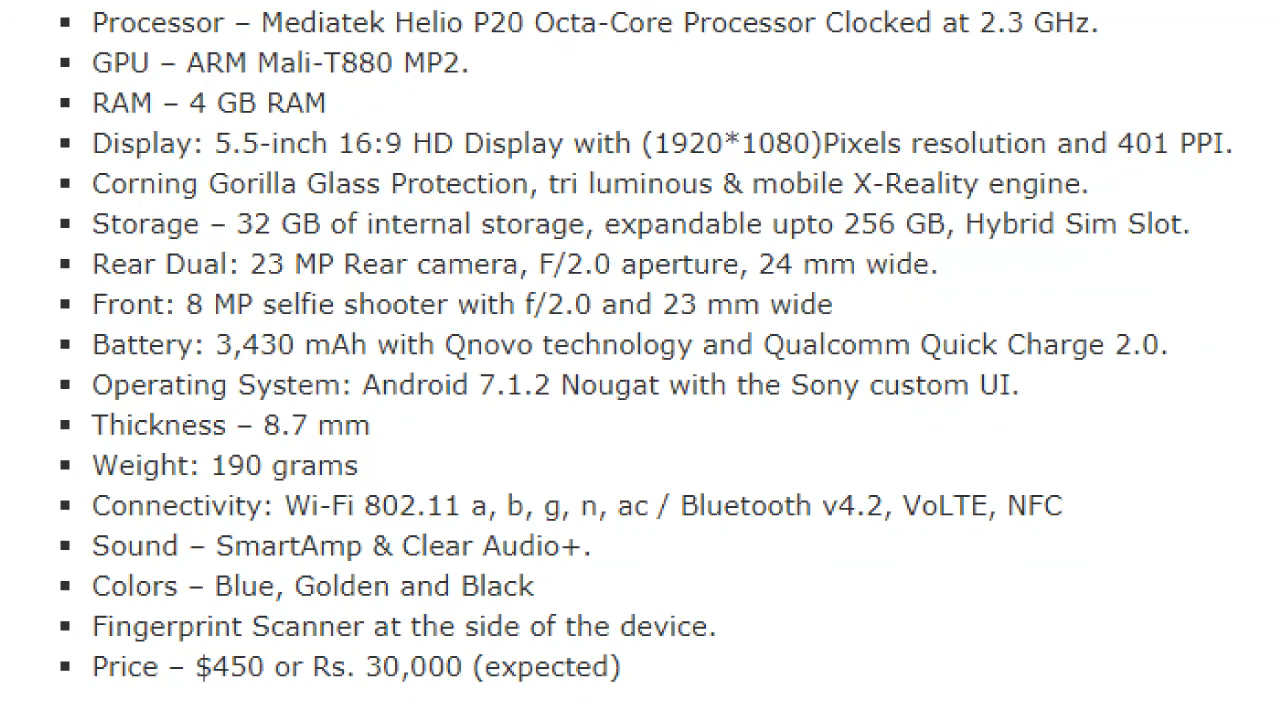 ▪ Processor – Mediatek Helio P20 Octa-Core Processor Clocked at 2.3 GHz.
▪ GPU – ARM Mali-T880 MP2.
▪ RAM – 4 GB RAM
▪ Display: 5.5-inch 16:9 HD Display with (1920*1080)Pixels resolution and 401 PPI.
▪ Corning Gorilla Glass Protection, tri luminous & mobile X-Reality engine.
▪ Storage – 32 GB of internal storage, expandable upto 256 GB, Hybrid Sim Slot.
▪ Rear Dual: 23 MP Rear camera, F/2.0 aperture, 24 mm wide.
▪ Front: 8 MP selfie shooter with f/2.0 and 23 mm wide
▪ Battery: 3,430 mAh with Qnovo technology and Qualcomm Quick Charge 2.0.
▪ Operating System: Android 7.1.2 Nougat with the Sony custom UI.
▪ Thickness – 8.7 mm
▪ Weight: 190 grams
▪ Connectivity: Wi-Fi 802.11 a, b, g, n, ac / Bluetooth v4.2, VoLTE, NFC
▪ Sound – SmartAmp & Clear Audio+.
▪ Colors – Blue, Golden and Black
▪ Fingerprint Scanner at the side of the device.
▪ Price – $450 or Rs. 30,000 (expected)